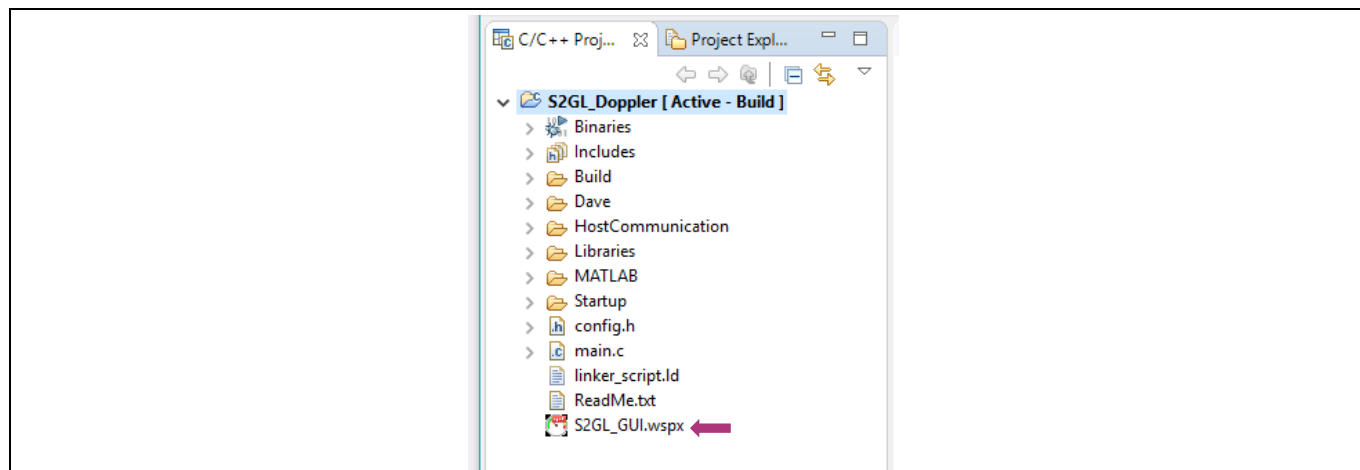 C/C++ Proj... Project Expl...
S2GL_Doppler [ Active - Build ]
Binaries
Includes
Build
Dave
HostCommunication
Libraries
MATLAB
Startup
config.h
main.c
linker_script.ld
ReadMe.txt
S2GL_GUI.wspx